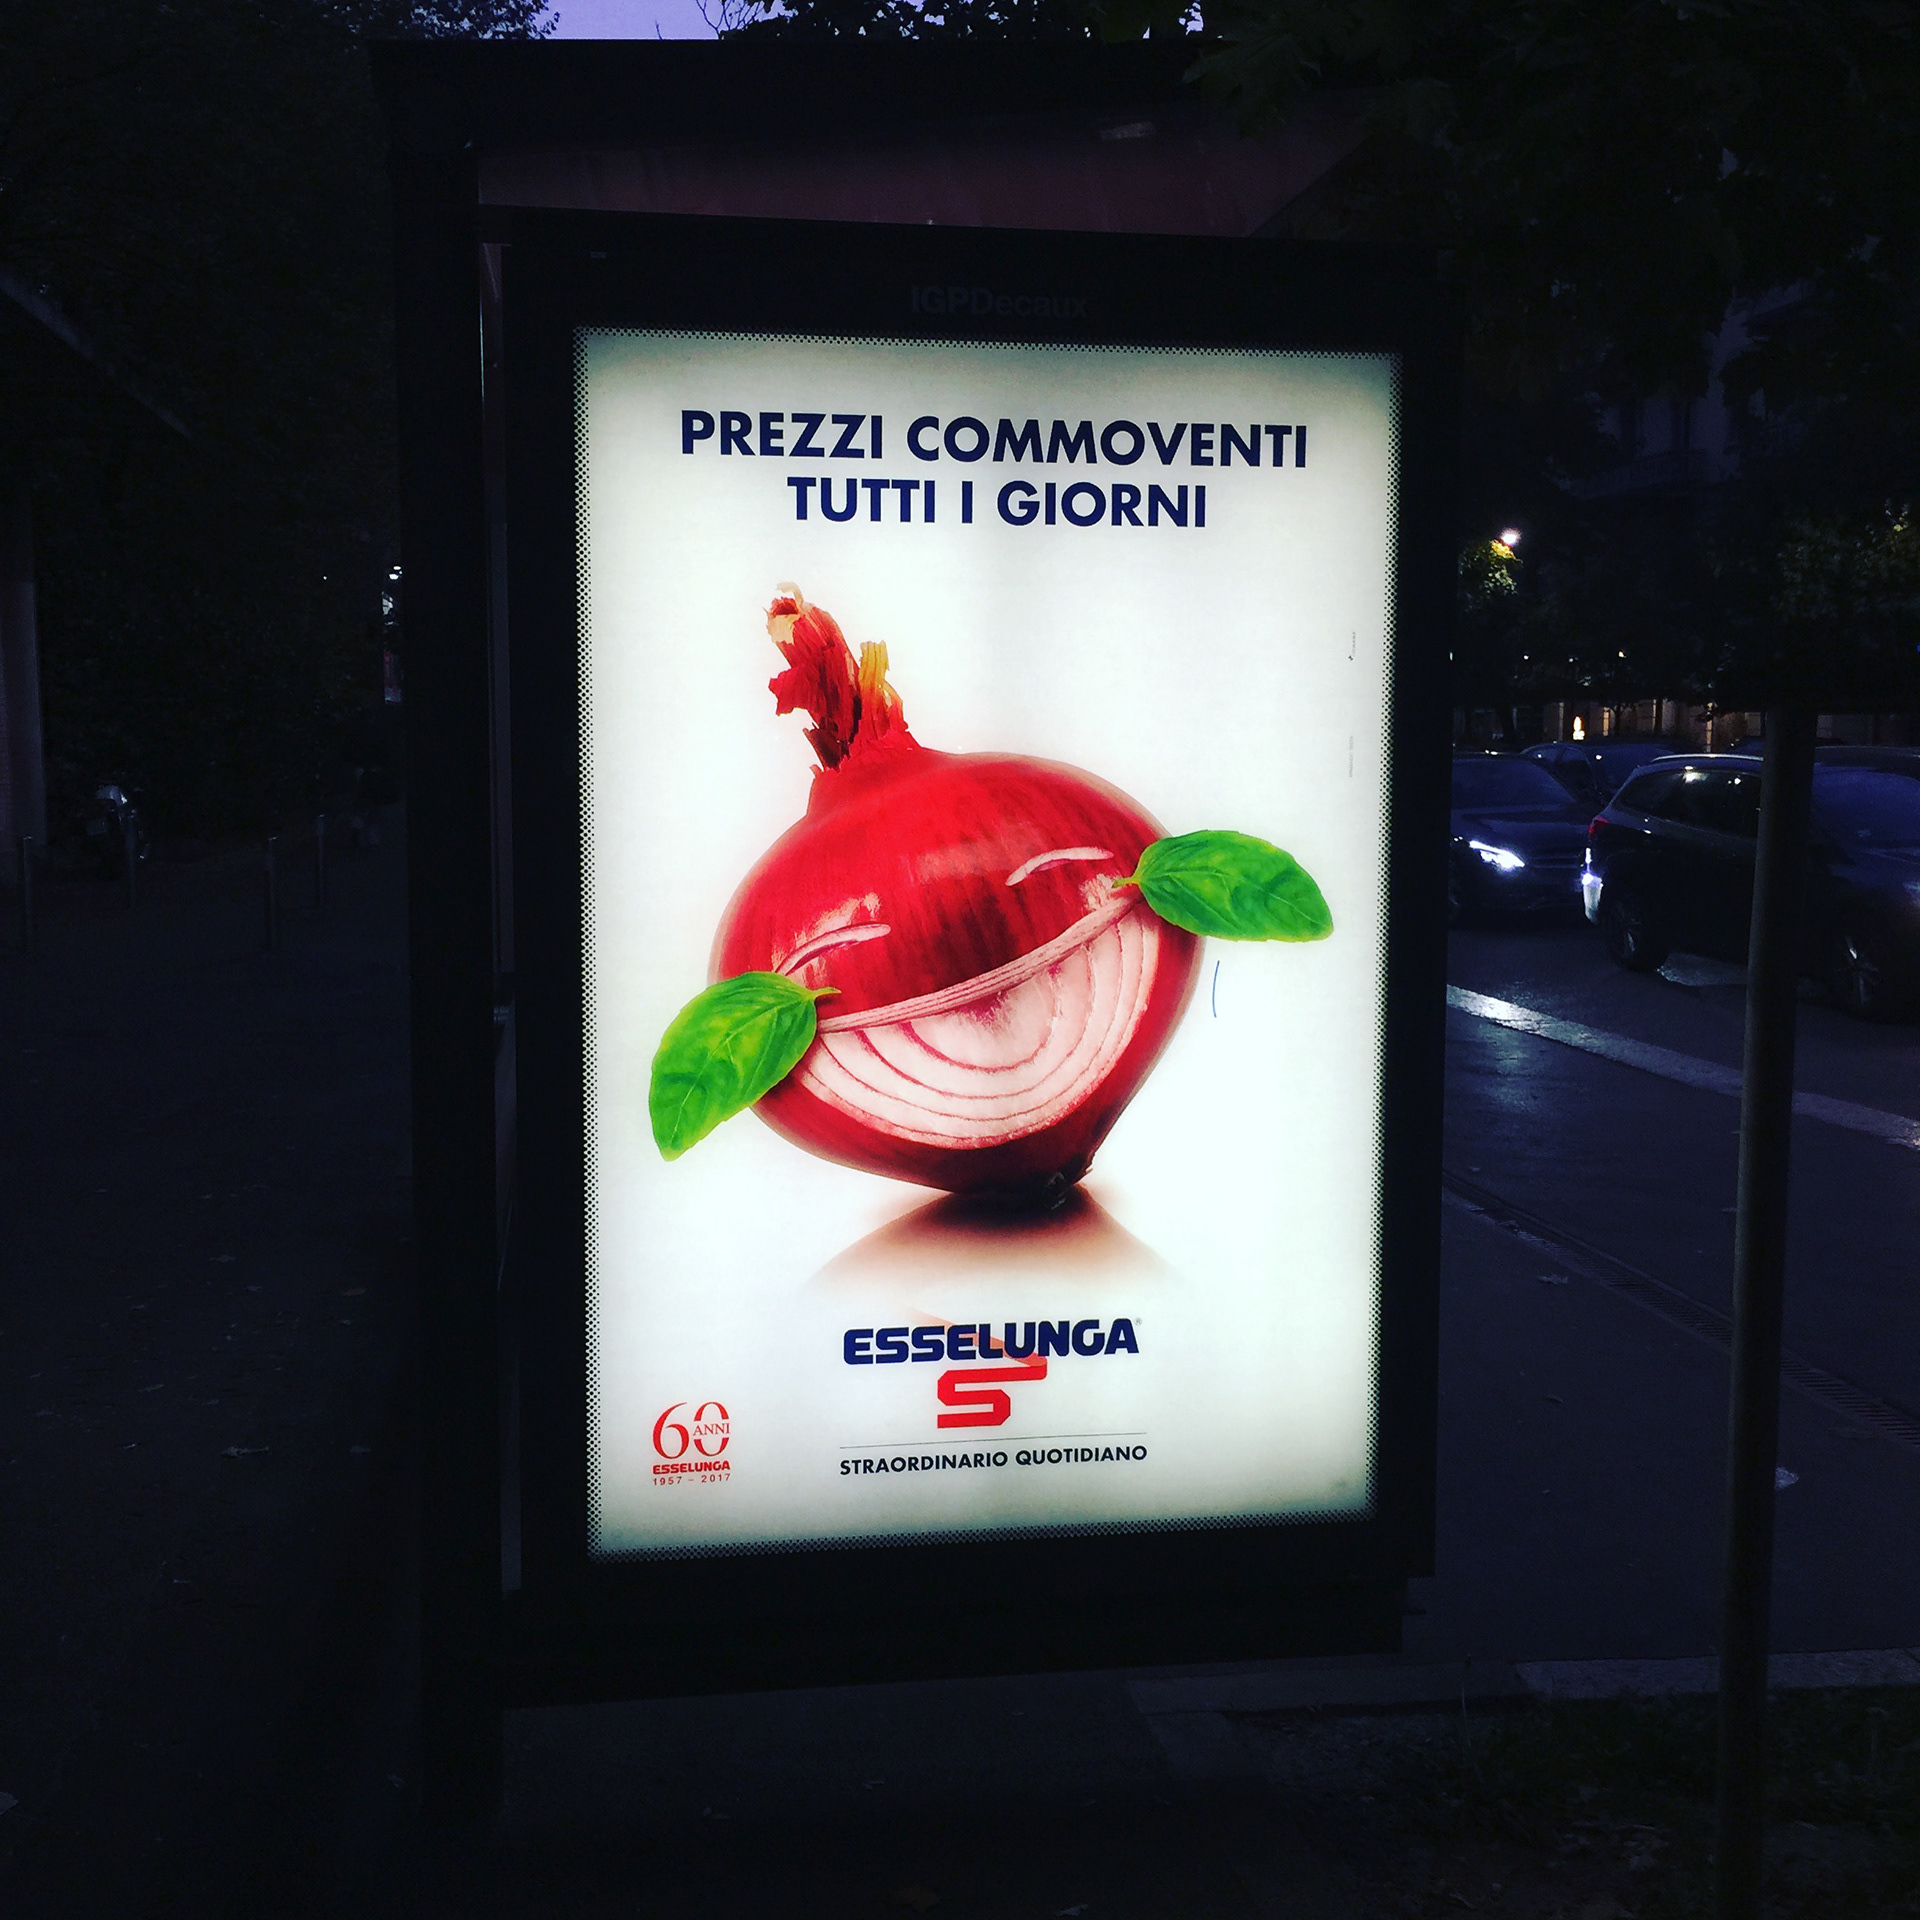 IGPDecaux
PREZZI COMMOVENTI
TUTTI I GIORNI
ESSELUNGA®
S
STRAORDINARIO QUOTIDIANO
60
ANNI
ESSELUNGA
1957 – 2017